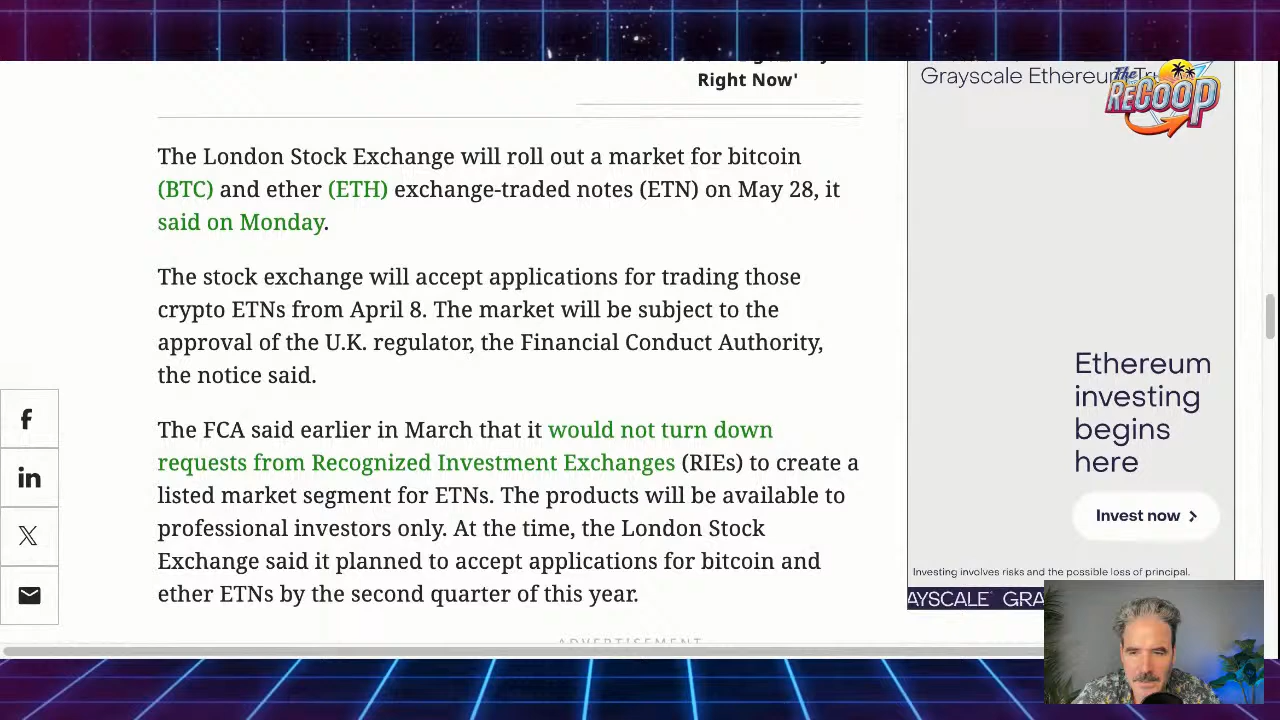 Right Now'
Grayscale Ethereum Tr
The
RECOOP
The London Stock Exchange will roll out a market for bitcoin
(BTC) and ether (ETH) exchange-traded notes (ETN) on May 28, it
said on Monday.
The stock exchange will accept applications for trading those
crypto ETNs from April 8. The market will be subject to the
approval of the U.K. regulator, the Financial Conduct Authority,
the notice said.
The FCA said earlier in March that it would not turn down
requests from Recognized Investment Exchanges (RIEs) to create a
listed market segment for ETNs. The products will be available to
professional investors only. At the time, the London Stock
Exchange said it planned to accept applications for bitcoin and
ether ETNs by the second quarter of this year.
ADVERTISEMENT
Ethereum
investing
begins
here
Invest now
Investing involves risks and the possible loss of principal.
AYSCALE GRA